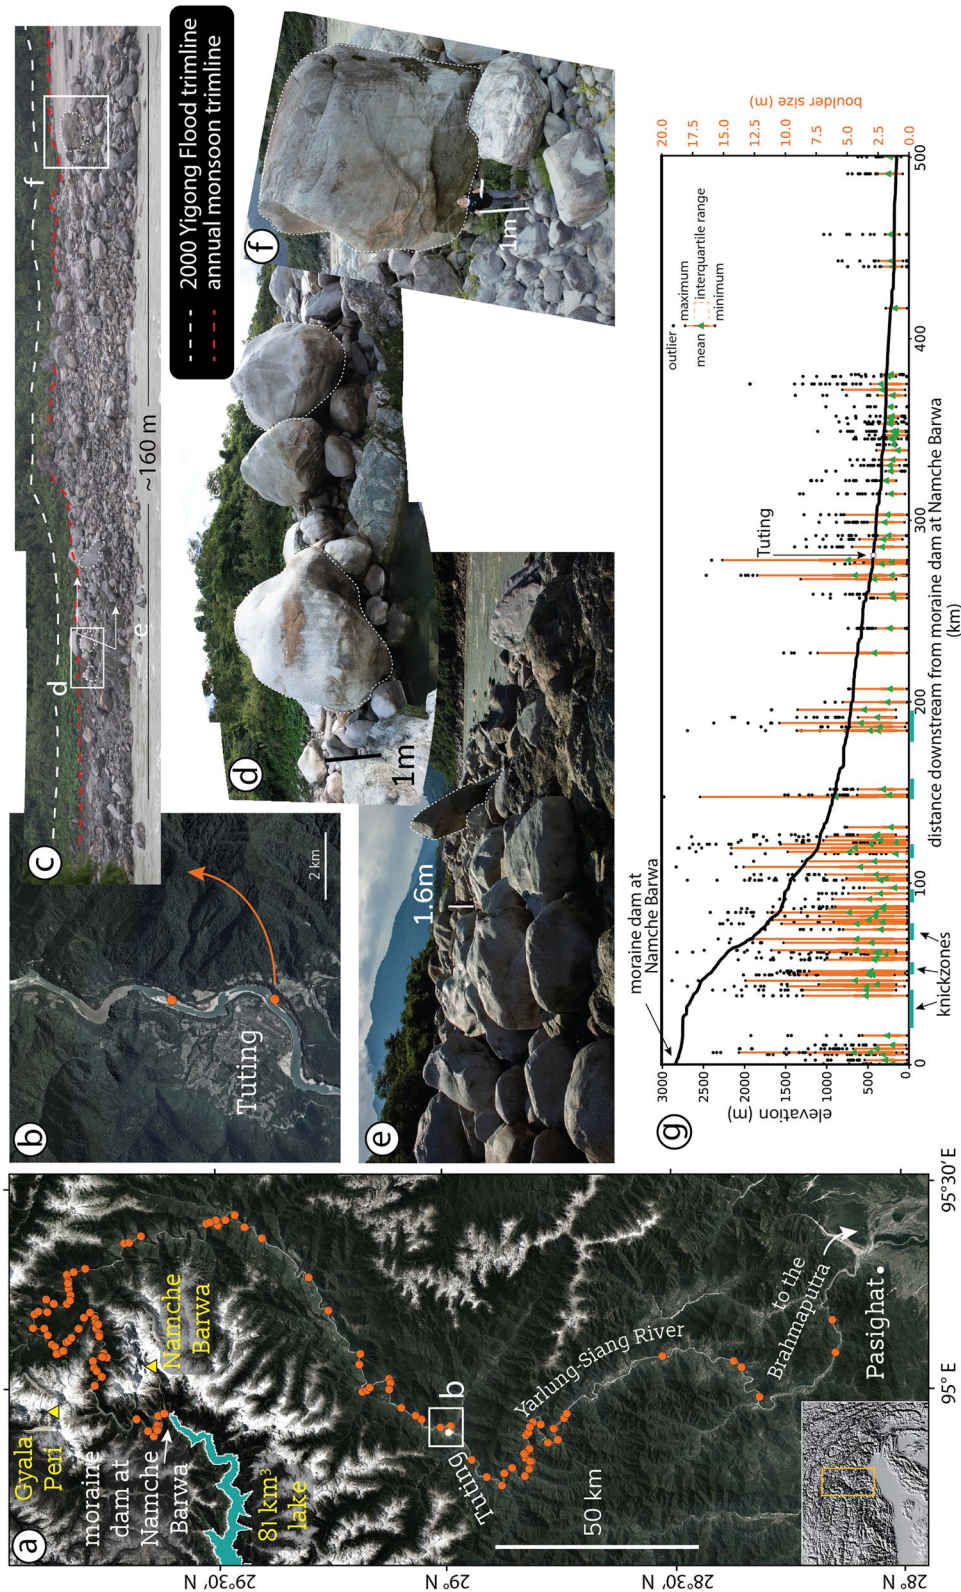 a
Gyala
Peri
moraine
dam at
Namche
Barwa
Namche
Barwa
81 km³
lake
b
Tuting
Yarlung-Siang River
to the
Brahmaputra
Pasighat
50 km
29°30' N
29° N
28°30' N
28° N
95° E
95°30' E
b
Tuting
2 km
c
d
e
f
~160 m
2000 Yigong Flood trimline
annual monsoon trimline
d
1m
e
1.6m
f
1m
g
moraine dam at
Namche Barwa
Tuting
knickzones
outlier
maximum
mean
interquartile range
minimum
elevation (m)
3000
2500
2000
1500
1000
500
0
boulder size (m)
20.0
17.5
15.0
12.5
10.0
7.5
5.0
2.5
0.0
0
100
200
300
400
500
distance downstream from moraine dam at Namche Barwa
(km)